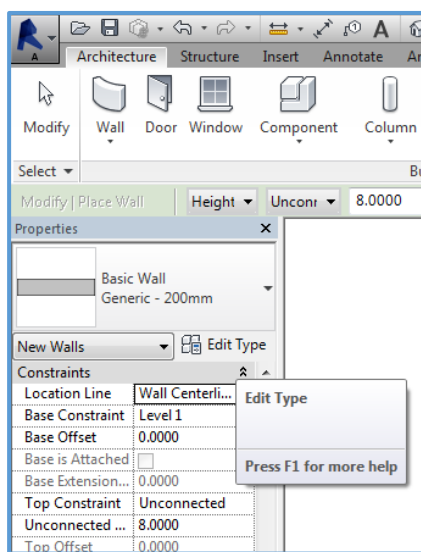 A
A
Architecture Structure Insert Annotate
Modify Wall Door Window Component Column
Select
Modify | Place Wall Height Unconr 8.0000
Properties
Basic Wall
Generic - 200mm
New Walls Edit Type
Constraints
Location Line Wall Centerli...
Base Constraint Level 1
Base Offset 0.0000
Base is Attached
Base Extension... 0.0000
Top Constraint Unconnected
Unconnected ... 8.0000
Top Offset 0.0000
Edit Type
Press F1 for more help